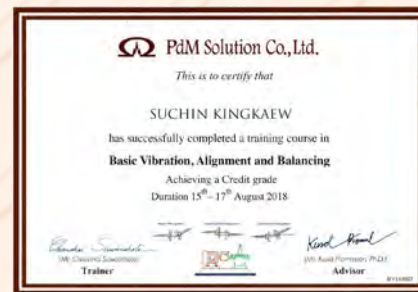 PdM Solution Co.,Ltd.
This is to certify that
SUCHIN KINGKAEW
has successfully completed a training course in
Basic Vibration, Alignment and Balancing
Achieving a Credit grade
Duration 15th – 17th August 2018
Trainer
Advisor